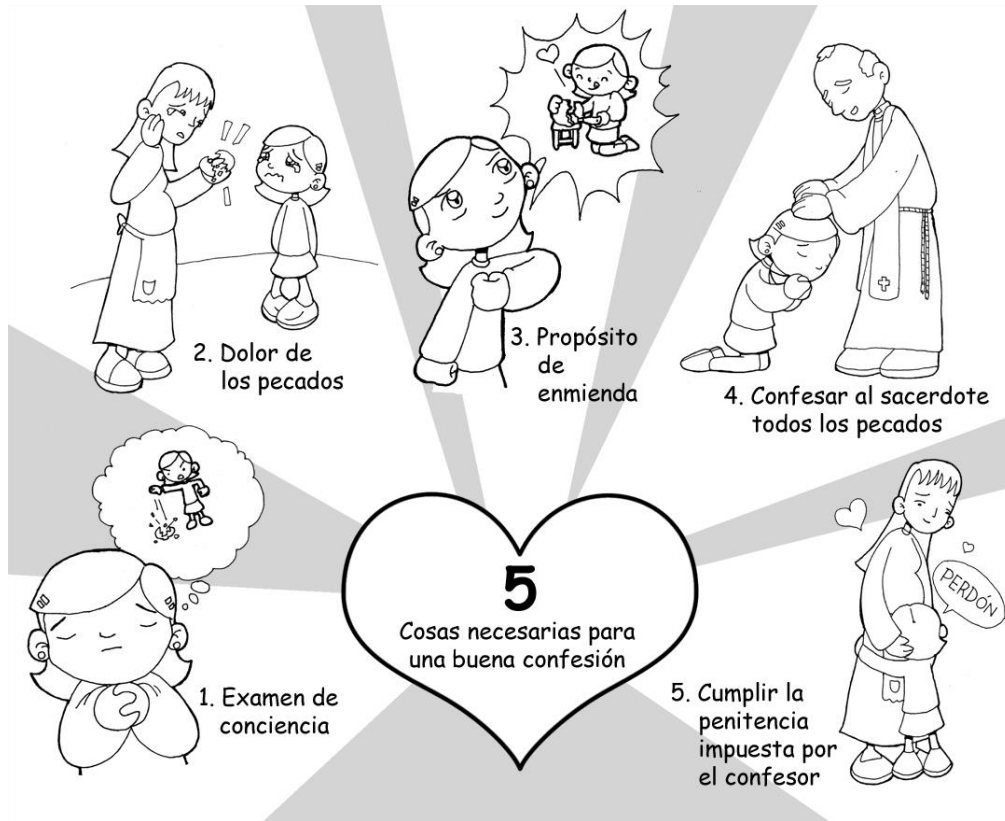 5
Cosas necesarias para
una buena confesión
1. Examen de
conciencia
2. Dolor de
los pecados
3. Propósito
de
enmienda
4. Confesar al sacerdote
todos los pecados
PERDÓN
5. Cumplir la
penitencia
impuesta por
el confesor